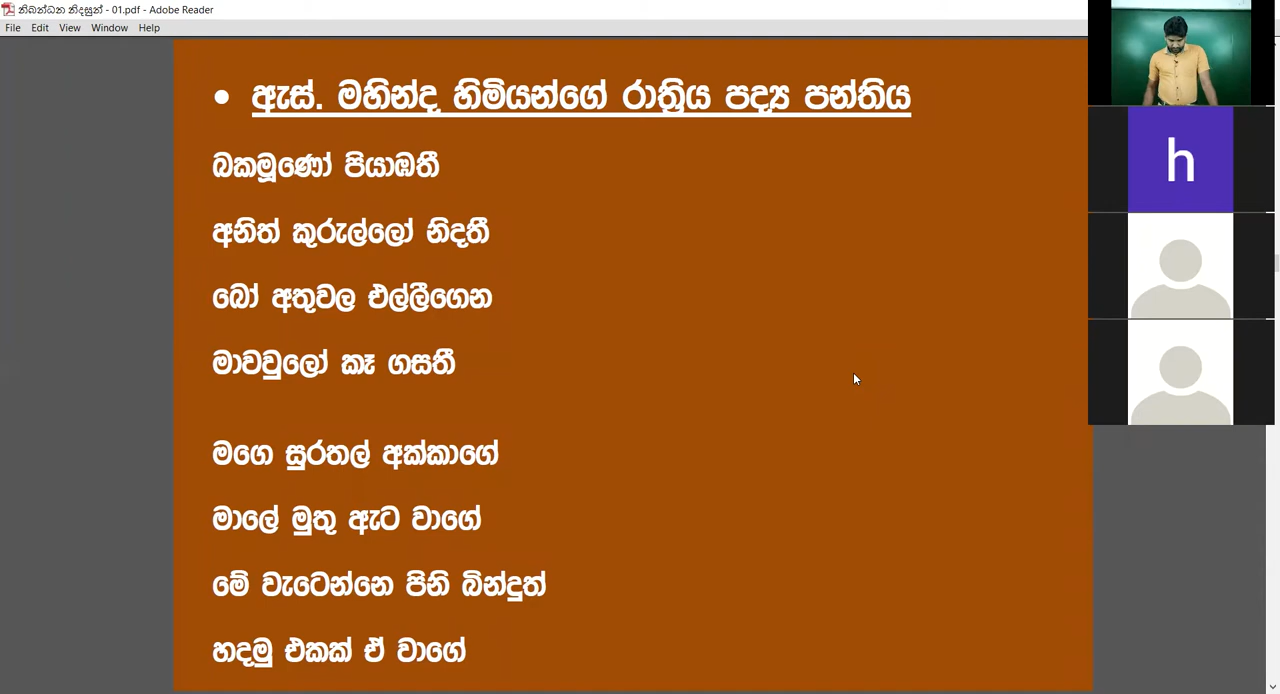 නිබන්ධන නිදසුන් - 01.pdf - Adobe Reader
File Edit View Window Help
• ඇස්. මහින්ද හිමියන්ගේ රාත්‍රිය පද්‍ය පන්තිය
බකමූණෝ පියාඹතී
අනිත් කුරුල්ලෝ නිදතී
බෝ අතුවල එල්ලීගෙන
මාවවුලෝ කෑ ගසතී
මගෙ සුරතල් අක්කාගේ
මාලේ මුතු ඇට වාගේ
මේ වැටෙන්නෙ පිනි බින්දුත්
හදමු එකක් ඒ වාගේ
h